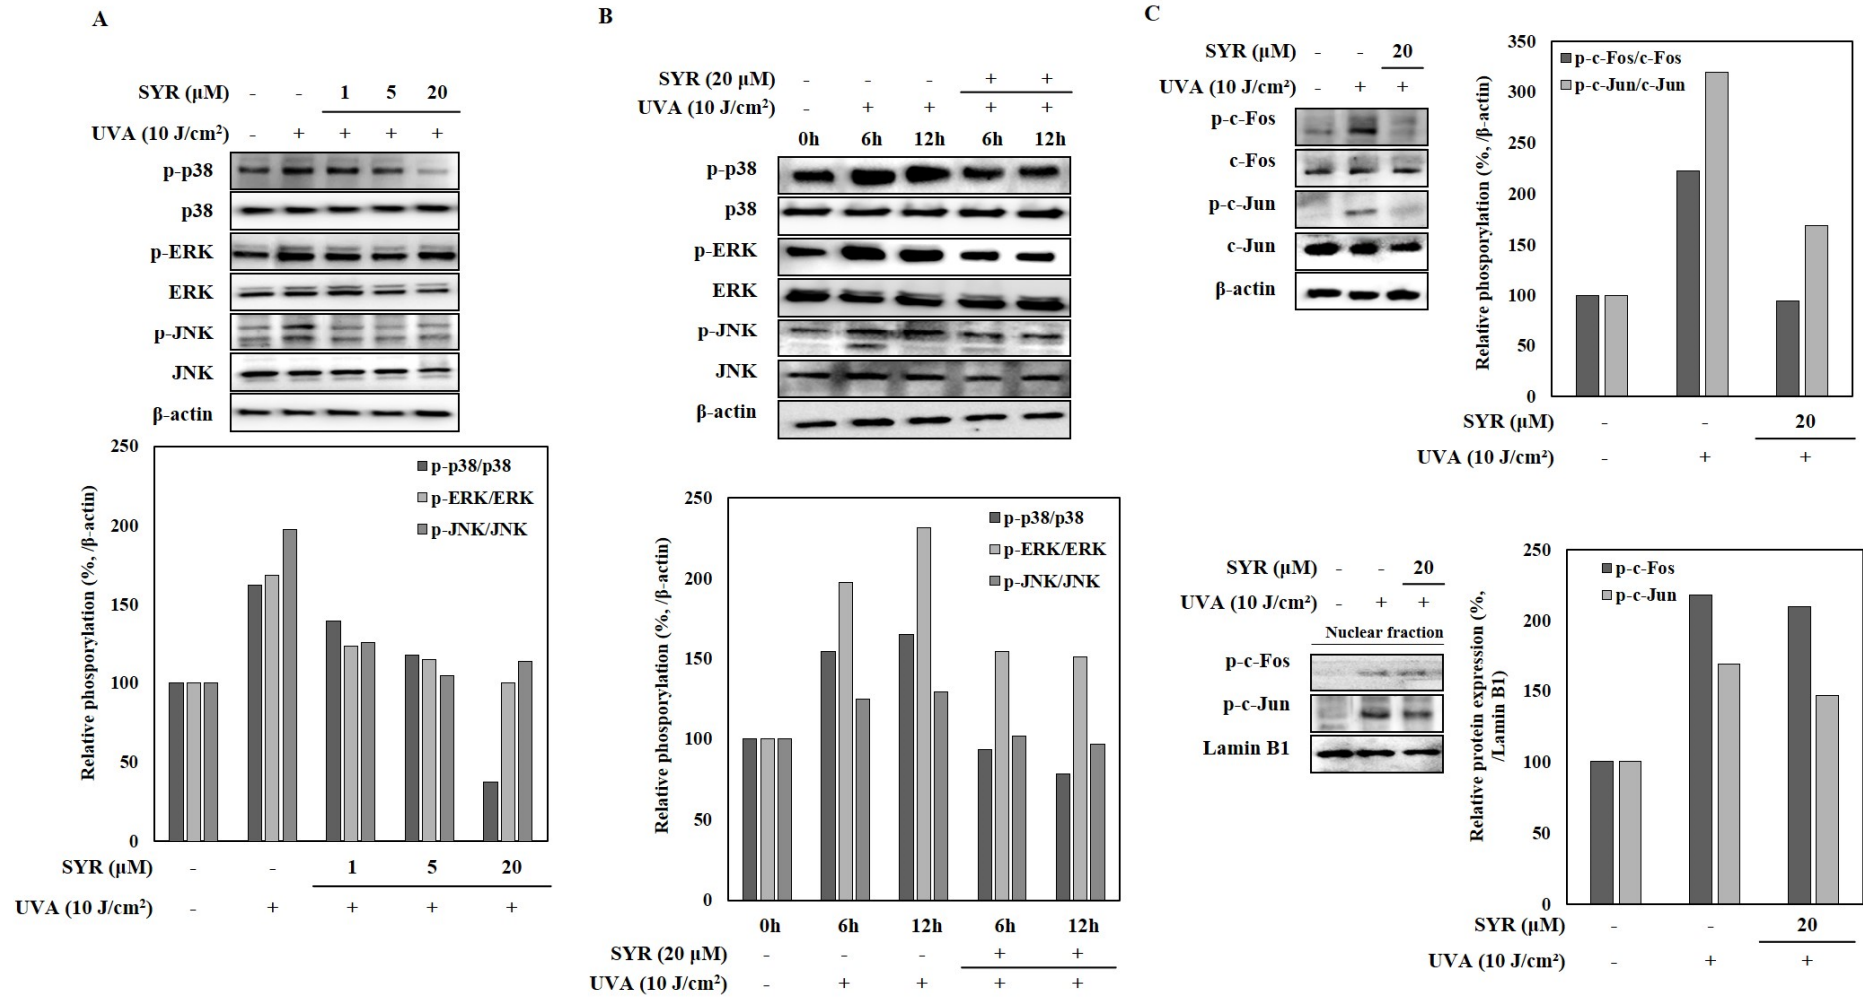 A
SYR (μM) - - 1 5 20
UVA (10 J/cm²) - + + + +
p-p38
p38
p-ERK
ERK
p-JNK
JNK
β-actin
250
200
150
100
50
0
Relative phosporylation (%, /β-actin)
p-p38/p38
p-ERK/ERK
p-JNK/JNK
SYR (μM) - - 1 5 20
UVA (10 J/cm²) - + + + +
B
SYR (20 μM) - - - + +
UVA (10 J/cm²) - + + + +
0h 6h 12h 6h 12h
p-p38
p38
p-ERK
ERK
p-JNK
JNK
β-actin
250
200
150
100
50
0
Relative phosporylation (%, /β-actin)
p-p38/p38
p-ERK/ERK
p-JNK/JNK
0h 6h 12h 6h 12h
SYR (20 μM) - - - + +
UVA (10 J/cm²) - + + + +
C
SYR (μM) - - 20
UVA (10 J/cm²) - + +
p-c-Fos
c-Fos
p-c-Jun
c-Jun
β-actin
350
300
250
200
150
100
50
0
Relative phosporylation (%, /β-actin)
p-c-Fos/c-Fos
p-c-Jun/c-Jun
SYR (μM) - - 20
UVA (10 J/cm²) - + +
SYR (μM) - - 20
UVA (10 J/cm²) - + +
Nuclear fraction
p-c-Fos
p-c-Jun
Lamin B1
250
200
150
100
50
0
Relative protein expression (%,
/Lamin B1)
p-c-Fos
p-c-Jun
SYR (μM) - - 20
UVA (10 J/cm²) - + +